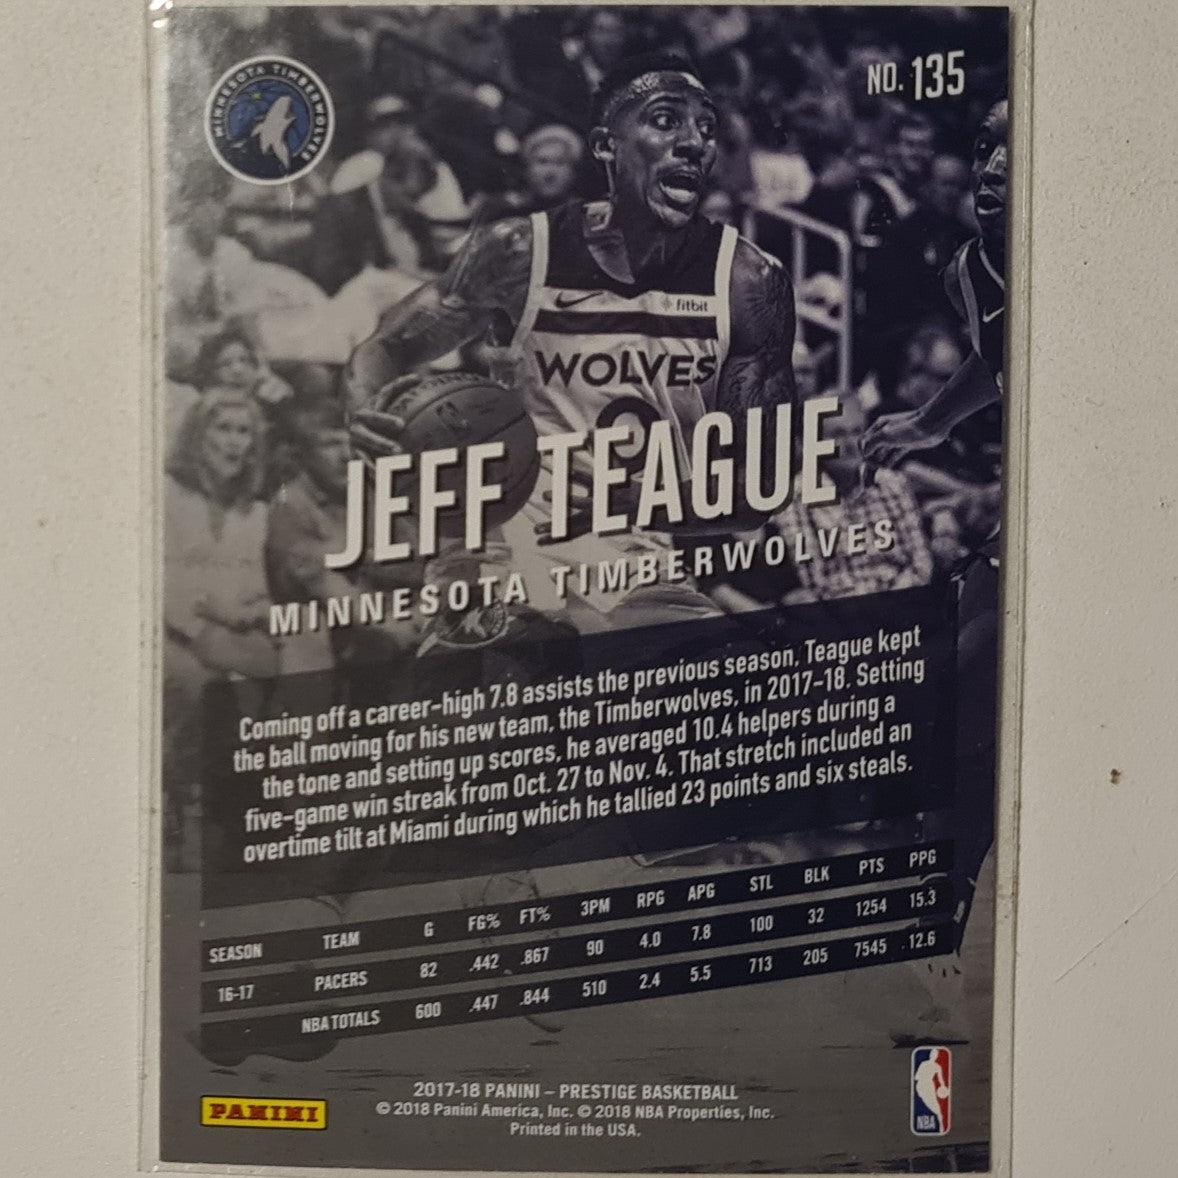 MINNESOTA TIMBERWOLVES
NO. 135
fitbit
WOLVES
JEFF TEAGUE
MINNESOTA TIMBERWOLVES
Coming off a career-high 7.8 assists the previous season, Teague kept
the ball moving for his new team, the Timberwolves, in 2017-18. Setting
the tone and setting up scores, he averaged 10.4 helpers during a
five-game win streak from Oct. 27 to Nov. 4. That stretch included an
overtime tilt at Miami during which he tallied 23 points and six steals.
SEASON TEAM G FG% FT% 3PM RPG APG STL BLK PTS PPG
16-17 PACERS 82 .442 .867 90 4.0 7.8 100 32 1254 15.3
NBA TOTALS 600 .447 .844 510 2.4 5.5 713 205 7545 12.6
2017-18 PANINI – PRESTIGE BASKETBALL
© 2018 Panini America, Inc. © 2018 NBA Properties, Inc.
Printed in the USA.
PANINI
NBA